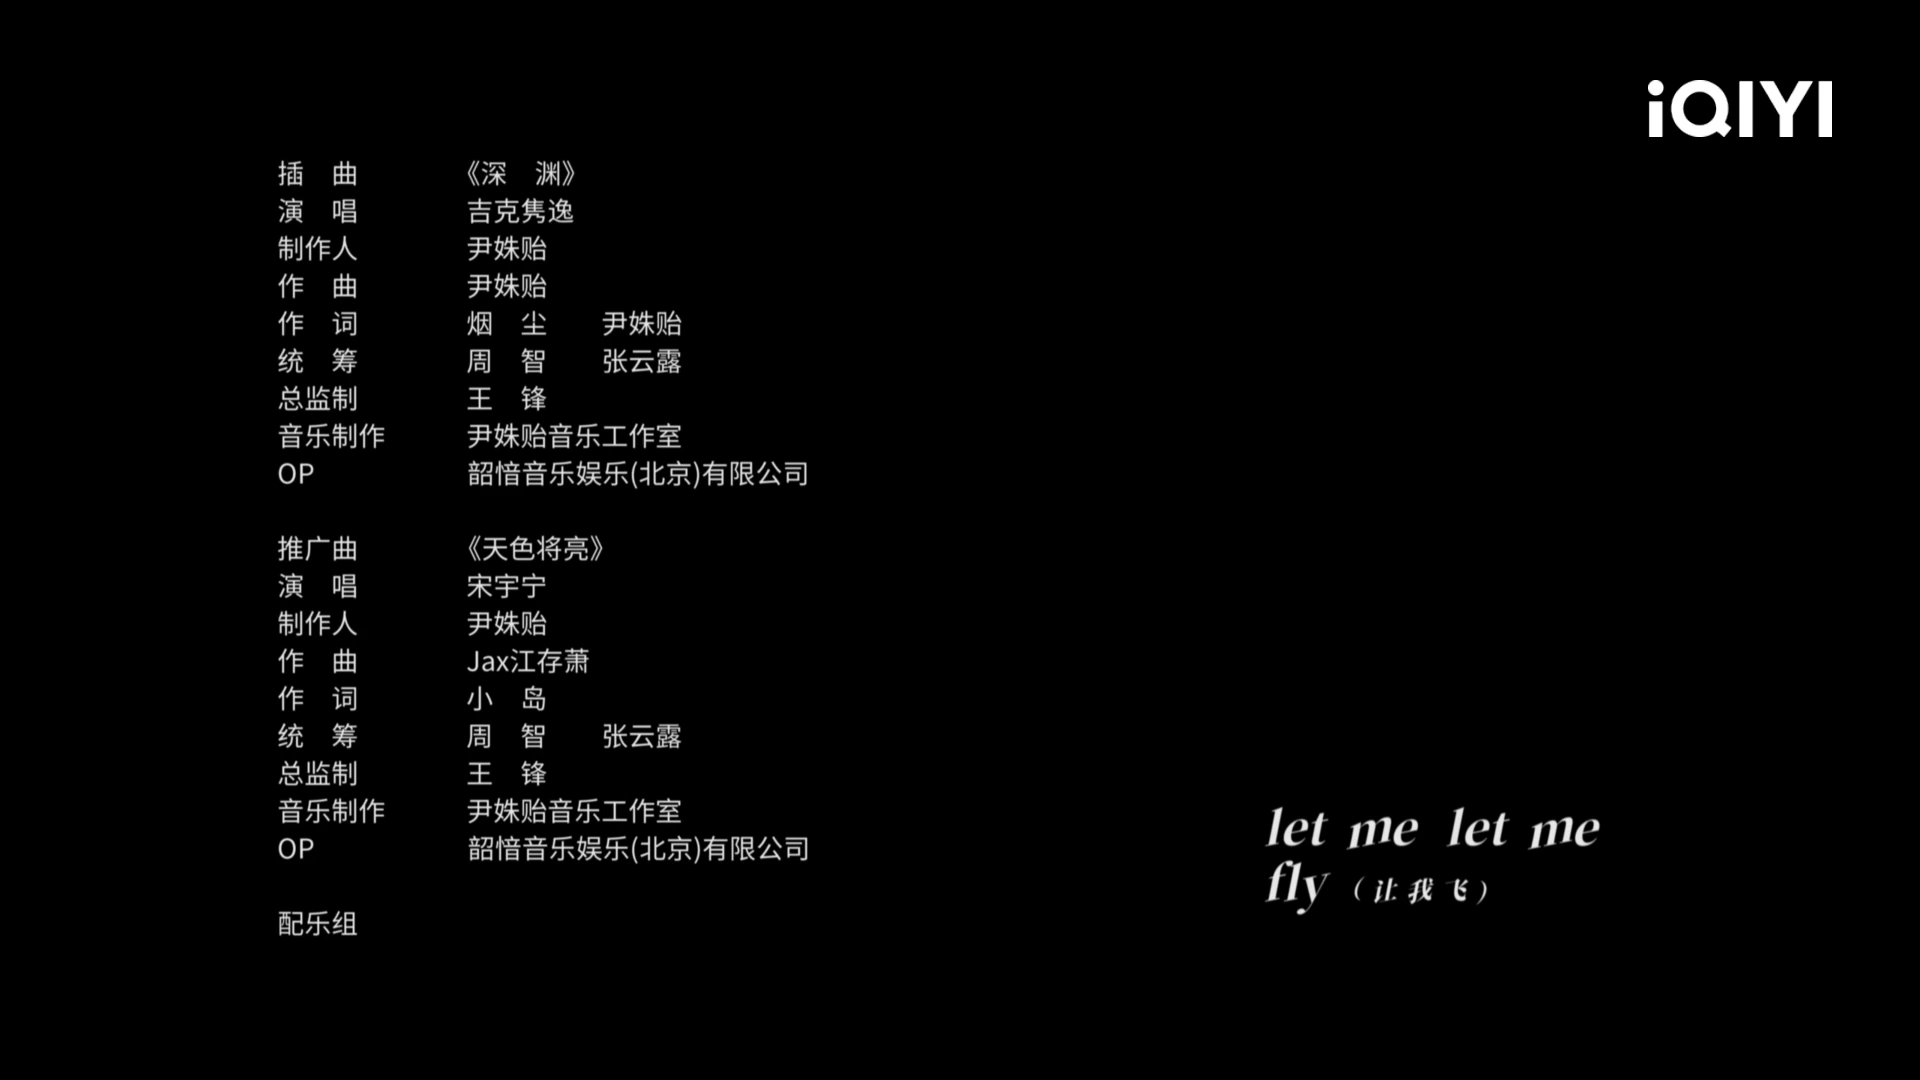 iQIYI
插 曲 《深 渊》
演 唱 吉克隽逸
制作人 尹姝贻
作 曲 尹姝贻
作 词 烟 尘 尹姝贻
统 筹 周 智 张云露
总监制 王 锋
音乐制作 尹姝贻音乐工作室
OP 韶愔音乐娱乐(北京)有限公司
推广曲 《天色将亮》
演 唱 宋宇宁
制作人 尹姝贻
作 曲 Jax江存萧
作 词 小 岛
统 筹 周 智 张云露
总监制 王 锋
音乐制作 尹姝贻音乐工作室
OP 韶愔音乐娱乐(北京)有限公司
配乐组
let me let me
fly（让我飞）